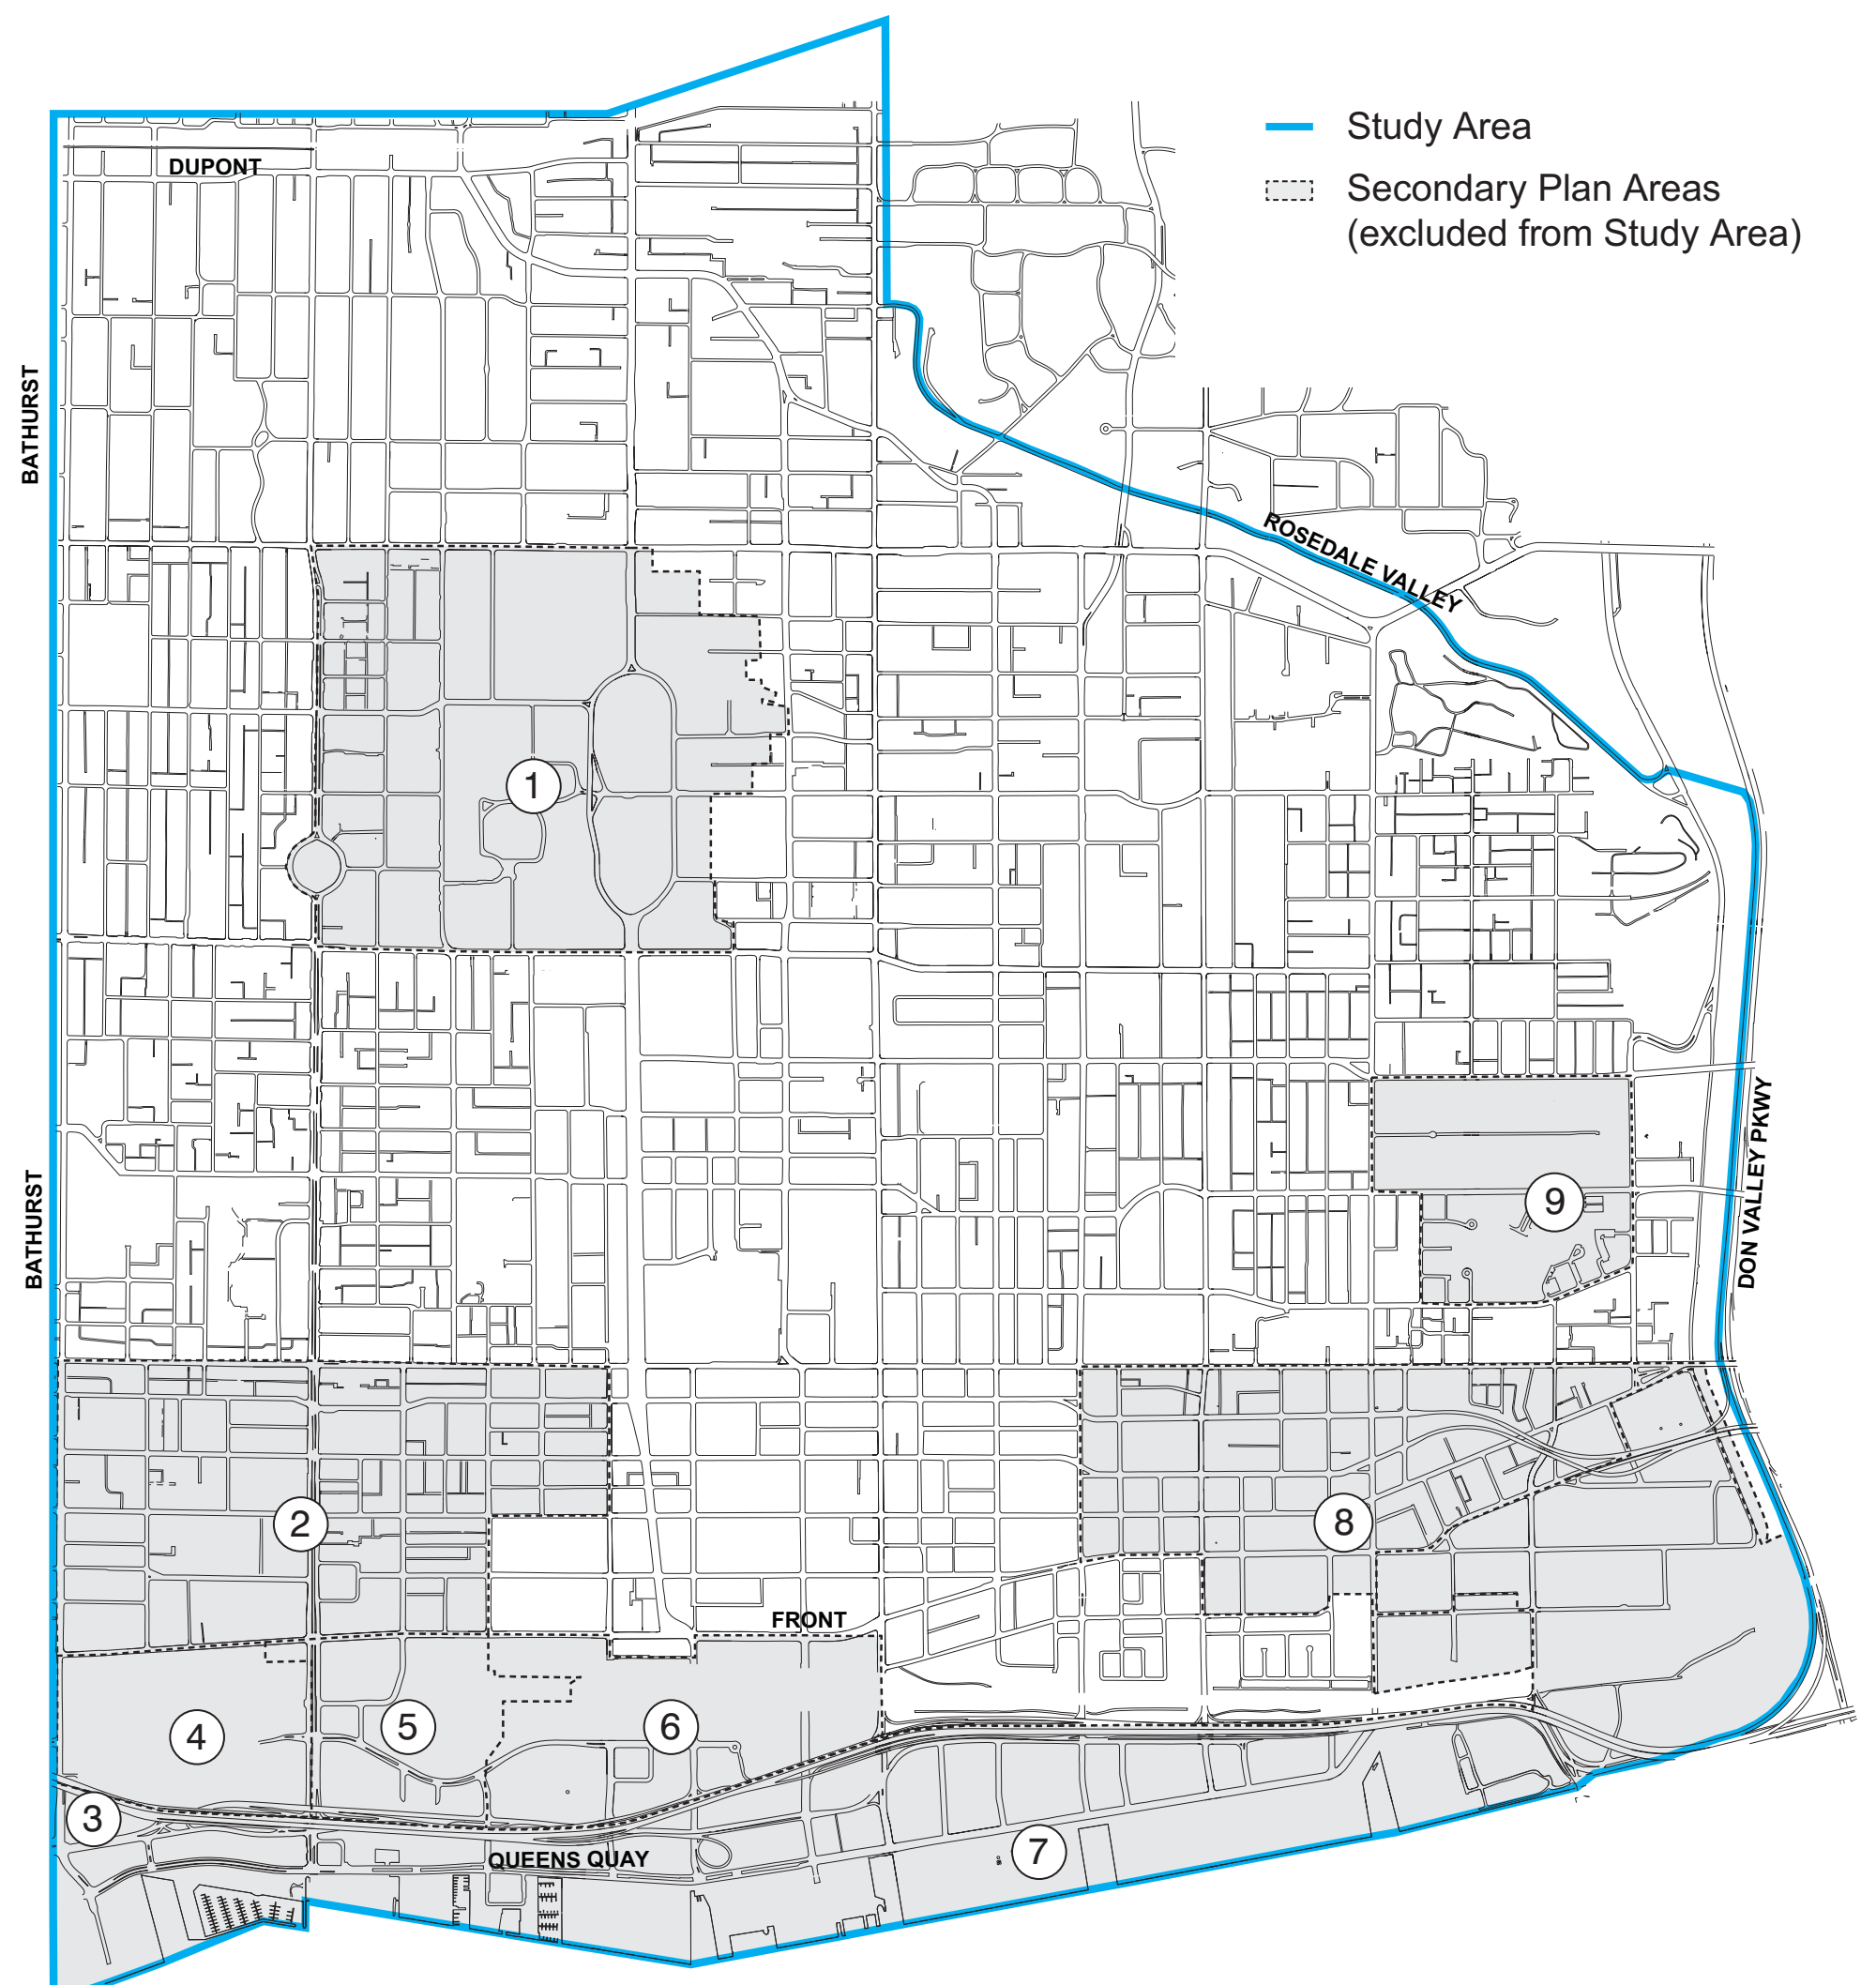 Study Area
Secondary Plan Areas
(excluded from Study Area)
DUPONT
BATHURST
ROSEDALE VALLEY
1
BATHURST
DON VALLEY PKWY
9
2
8
FRONT
4
5
6
3
7
QUEENS QUAY